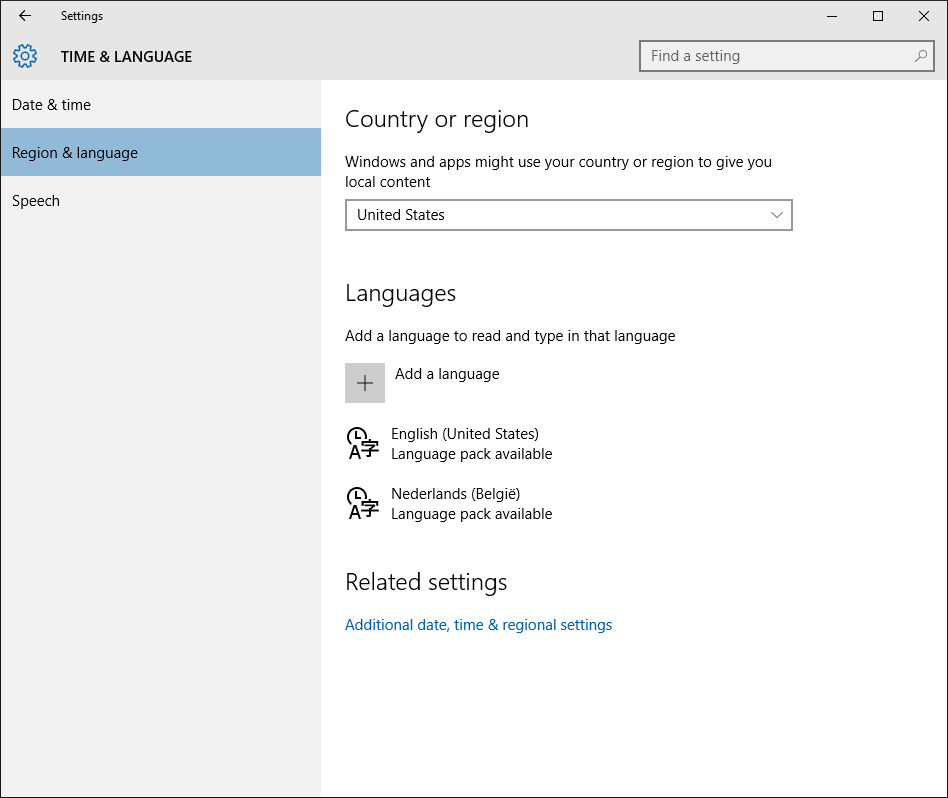 Settings
TIME & LANGUAGE
Find a setting
Date & time
Region & language
Speech
Country or region
Windows and apps might use your country or region to give you
local content
United States
Languages
Add a language to read and type in that language
Add a language
English (United States)
Language pack available
Nederlands (België)
Language pack available
Related settings
Additional date, time & regional settings